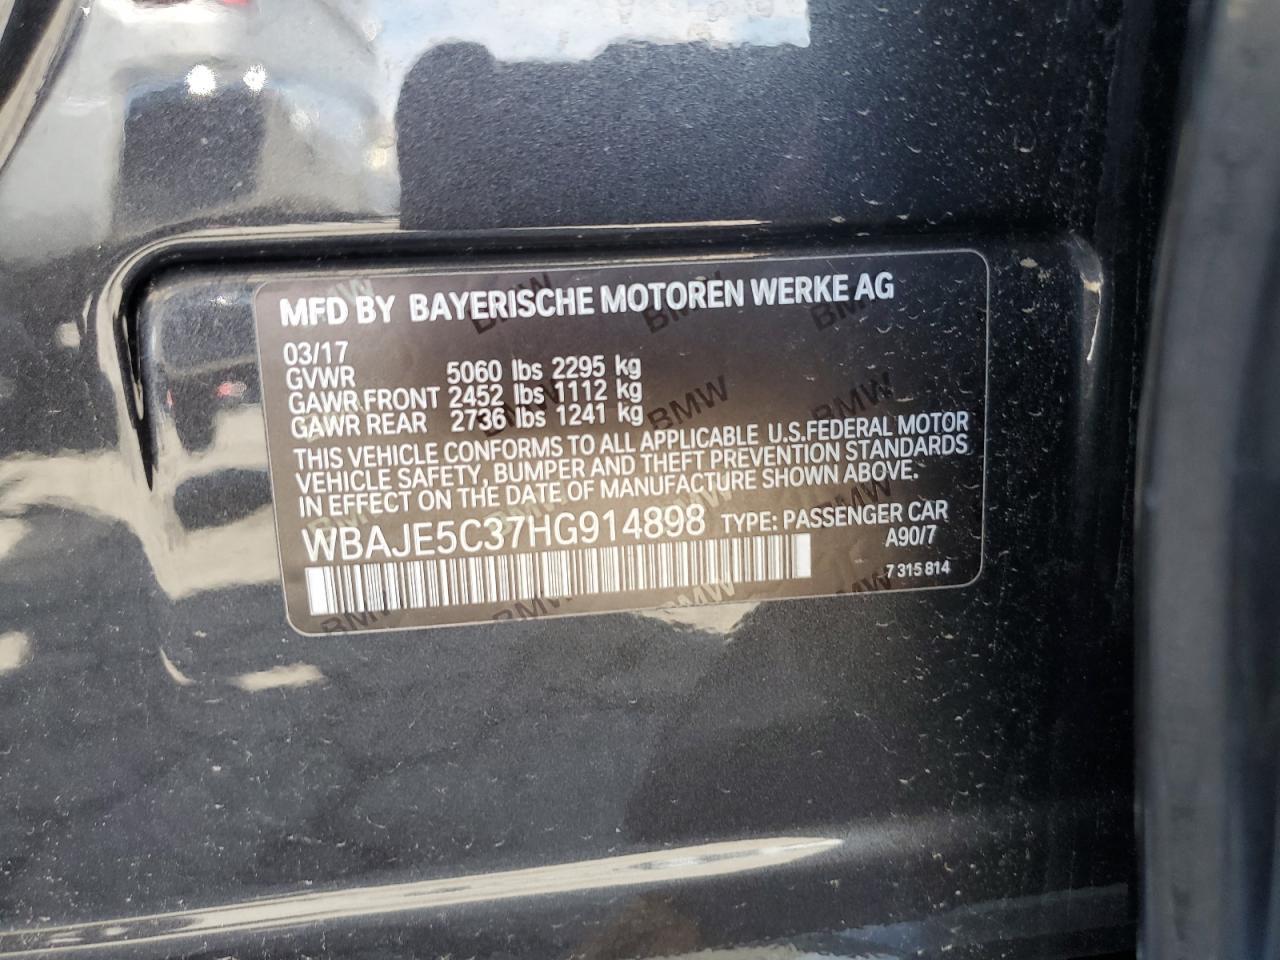 MFD BY BAYERISCHE MOTOREN WERKE AG
03/17
GVWR 5060 lbs 2295 kg
GAWR FRONT 2452 lbs 1112 kg
GAWR REAR 2736 lbs 1241 kg
THIS VEHICLE CONFORMS TO ALL APPLICABLE U.S.FEDERAL MOTOR
VEHICLE SAFETY, BUMPER AND THEFT PREVENTION STANDARDS
IN EFFECT ON THE DATE OF MANUFACTURE SHOWN ABOVE.
WBAJE5C37HG914898 TYPE: PASSENGER CAR
A90/7
7 315 814